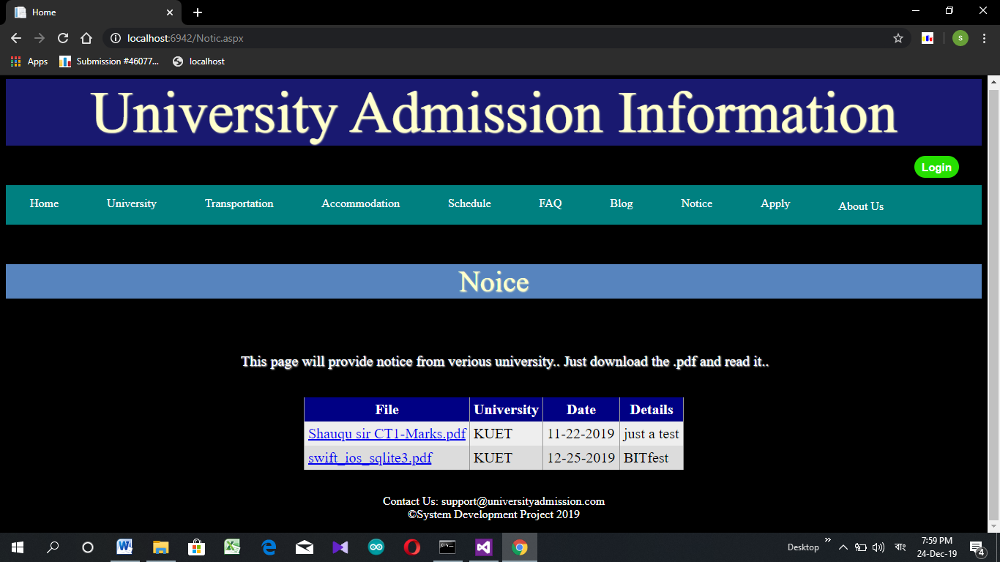 Home
localhost:6942/Notic.aspx
S
Apps Submission #46077... localhost
University Admission Information
Login
Home University Transportation Accommodation Schedule FAQ Blog Notice Apply About Us
Noice
This page will provide notice from verious university.. Just download the .pdf and read it..
File University Date Details
Shauqu sir CT1-Marks.pdf KUET 11-22-2019 just a test
swift_ios_sqlite3.pdf KUET 12-25-2019 BITfest
Contact Us: support@universityadmission.com
©System Development Project 2019
Desktop » বাং 7:59 PM
24-Dec-19 4